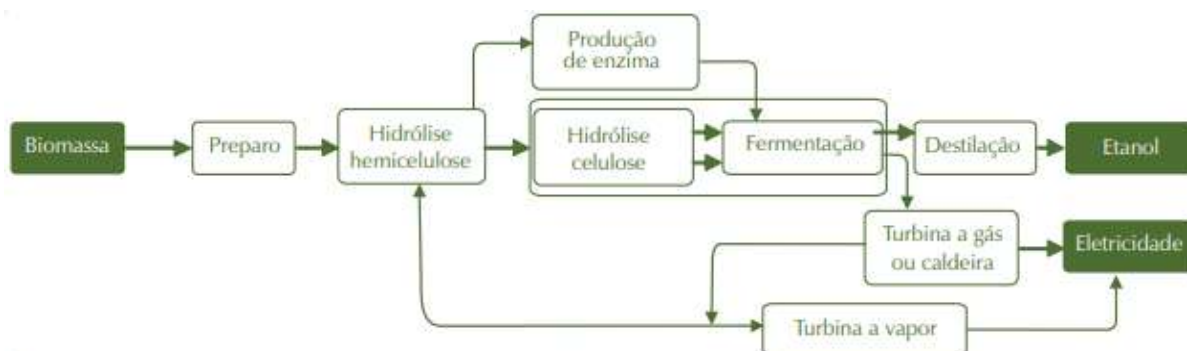 Produção
de enzima
Biomassa
Preparo
Hidrólise
hemicelulose
Hidrólise
celulose
Fermentação
Destilação
Etanol
Turbina a gás
ou caldeira
Eletricidade
Turbina a vapor